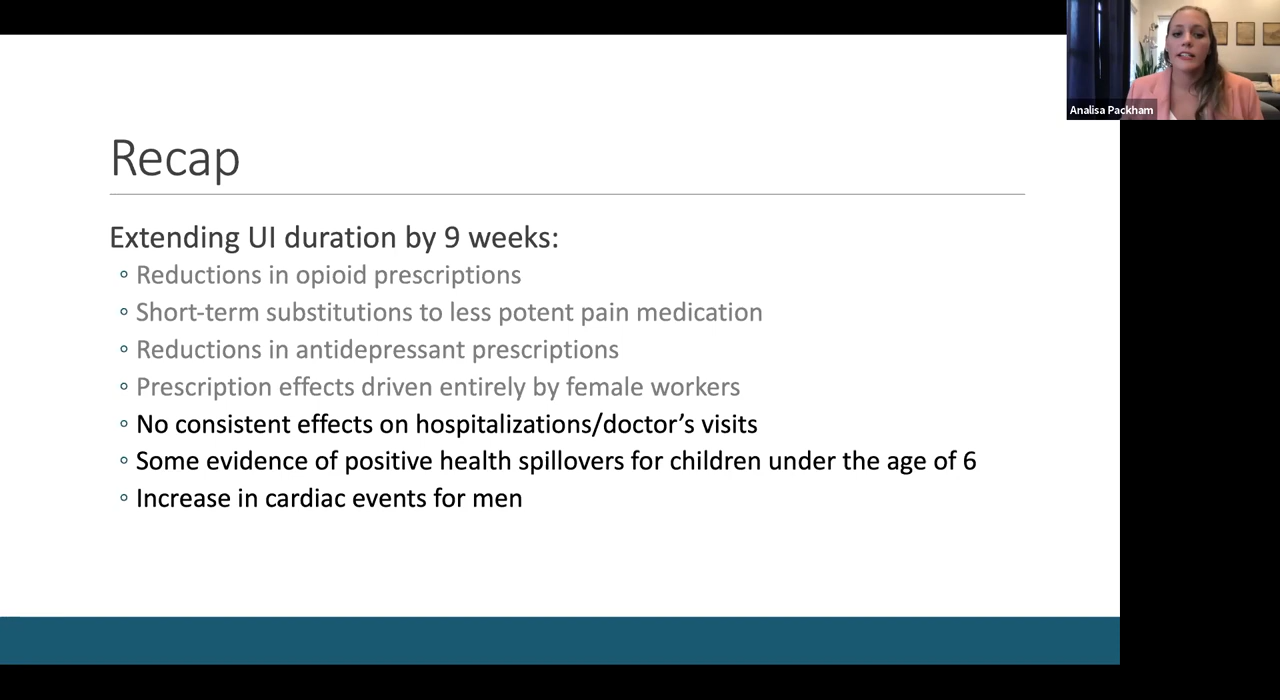 Analisa Packham
Recap
Extending UI duration by 9 weeks:
◦ Reductions in opioid prescriptions
◦ Short-term substitutions to less potent pain medication
◦ Reductions in antidepressant prescriptions
◦ Prescription effects driven entirely by female workers
◦ No consistent effects on hospitalizations/doctor’s visits
◦ Some evidence of positive health spillovers for children under the age of 6
◦ Increase in cardiac events for men